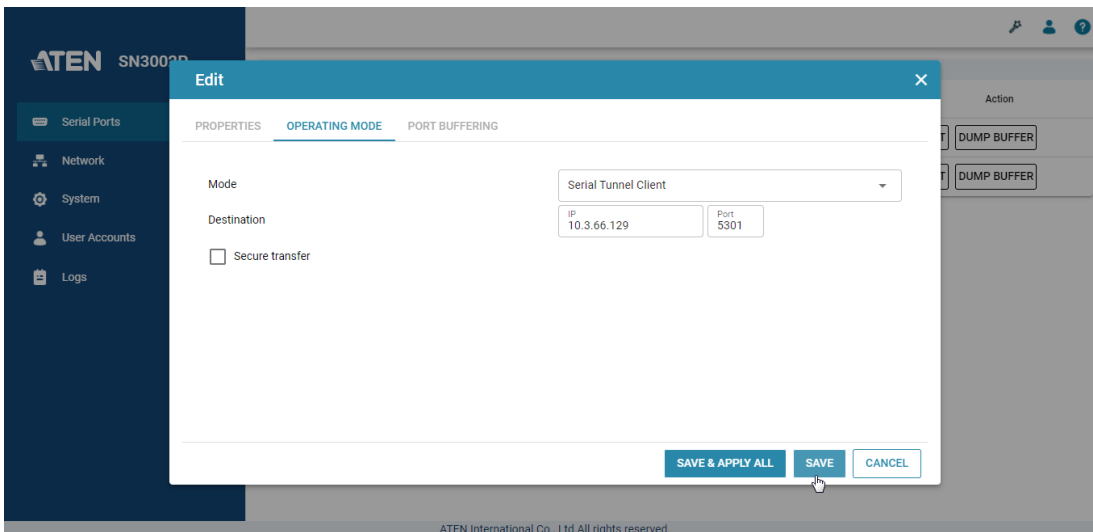 ATEN SN3002P
Edit
Action
Serial Ports
PROPERTIES OPERATING MODE PORT BUFFERING
DUMP BUFFER
Network
DUMP BUFFER
Mode
Serial Tunnel Client
System
Destination
IP
10.3.66.129
Port
5301
User Accounts
Secure transfer
Logs
SAVE & APPLY ALL SAVE CANCEL
ATEN International Co., Ltd All rights reserved.